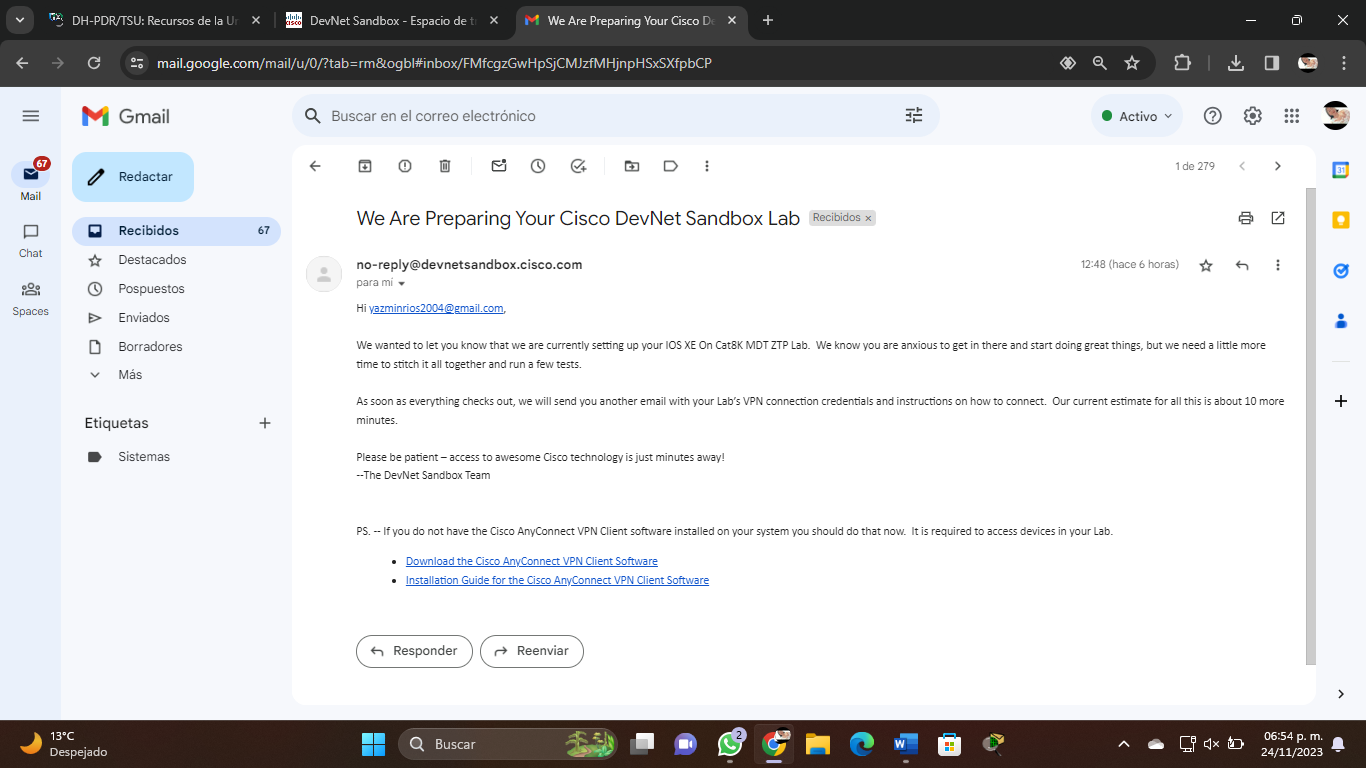 DH-PDR/TSU: Recursos de la Un
DevNet Sandbox - Espacio de t
We Are Preparing Your Cisco De
mail.google.com/mail/u/0/?tab=rm&ogbl#inbox/FMfcgzGwHpSjCMJzfMHjnpHSxSXfpbCP
Gmail
Buscar en el correo electrónico
Activo
67
Mail
Chat
Spaces
Redactar
Recibidos 67
Destacados
Pospuestos
Enviados
Borradores
Más
Etiquetas
Sistemas
1 de 279
We Are Preparing Your Cisco DevNet Sandbox Lab Recibidos ×
no-reply@devnetsandbox.cisco.com 12:48 (hace 6 horas)
para mí
Hi yazminrios2004@gmail.com,
We wanted to let you know that we are currently setting up your IOS XE On Cat8K MDT ZTP Lab.  We know you are anxious to get in there and start doing great things, but we need a little more
time to stitch it all together and run a few tests.
As soon as everything checks out, we will send you another email with your Lab’s VPN connection credentials and instructions on how to connect.  Our current estimate for all this is about 10 more
minutes.
Please be patient – access to awesome Cisco technology is just minutes away!
--The DevNet Sandbox Team
PS. -- If you do not have the Cisco AnyConnect VPN Client software installed on your system you should do that now.  It is required to access devices in your Lab.
• Download the Cisco AnyConnect VPN Client Software
• Installation Guide for the Cisco AnyConnect VPN Client Software
Responder Reenviar
31
13°C
Despejado
Buscar
2
06:54 p. m.
24/11/2023